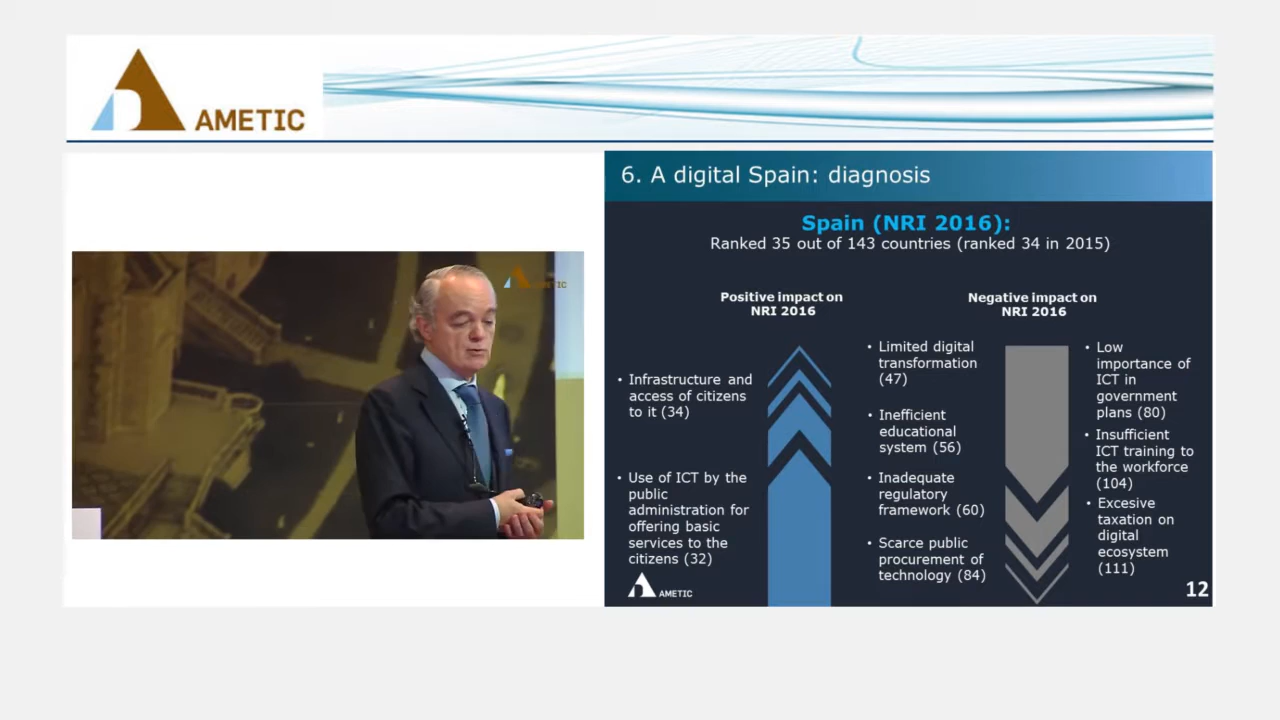 AMETIC
AMETIC
6. A digital Spain: diagnosis
Spain (NRI 2016):
Ranked 35 out of 143 countries (ranked 34 in 2015)
Positive impact on
NRI 2016
• Infrastructure and
access of citizens
to it (34)
• Use of ICT by the
public
administration for
offering basic
services to the
citizens (32)
Negative impact on
NRI 2016
• Limited digital
transformation
(47)
• Inefficient
educational
system (56)
• Inadequate
regulatory
framework (60)
• Scarce public
procurement of
technology (84)
• Low
importance of
ICT in
government
plans (80)
• Insufficient
ICT training to
the workforce
(104)
• Excesive
taxation on
digital
ecosystem
(111)
AMETIC
12